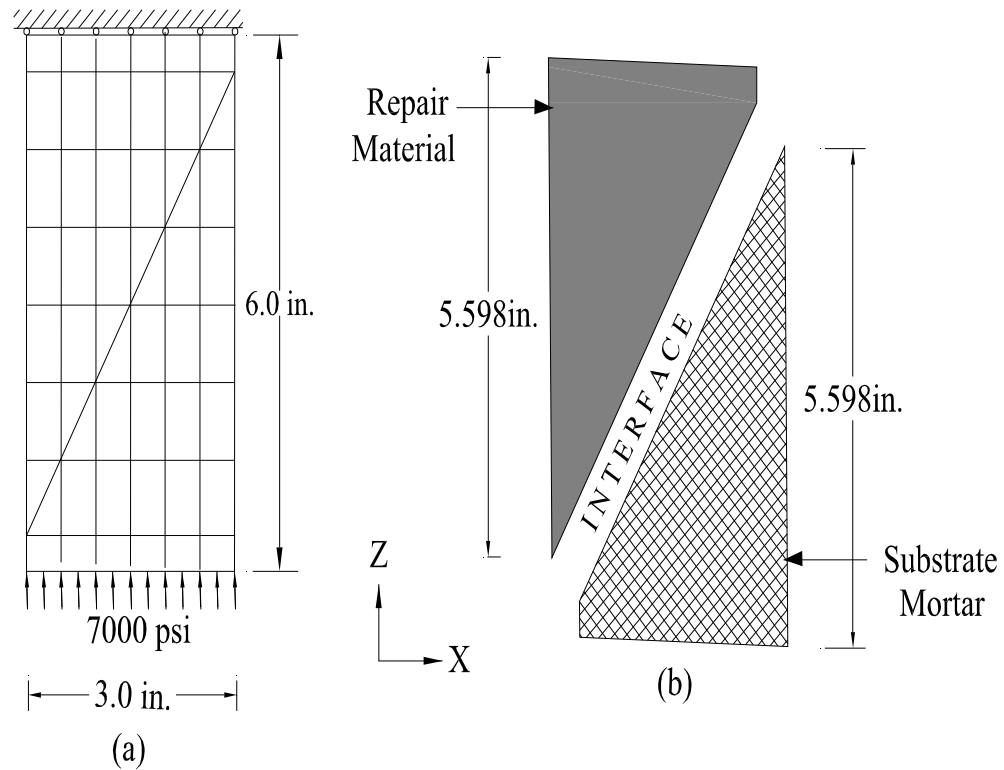 6.0 in.
7000 psi
3.0 in.
(a)
Repair
Material
5.598in.
INTERFACE
5.598in.
Substrate
Mortar
Z
X
(b)